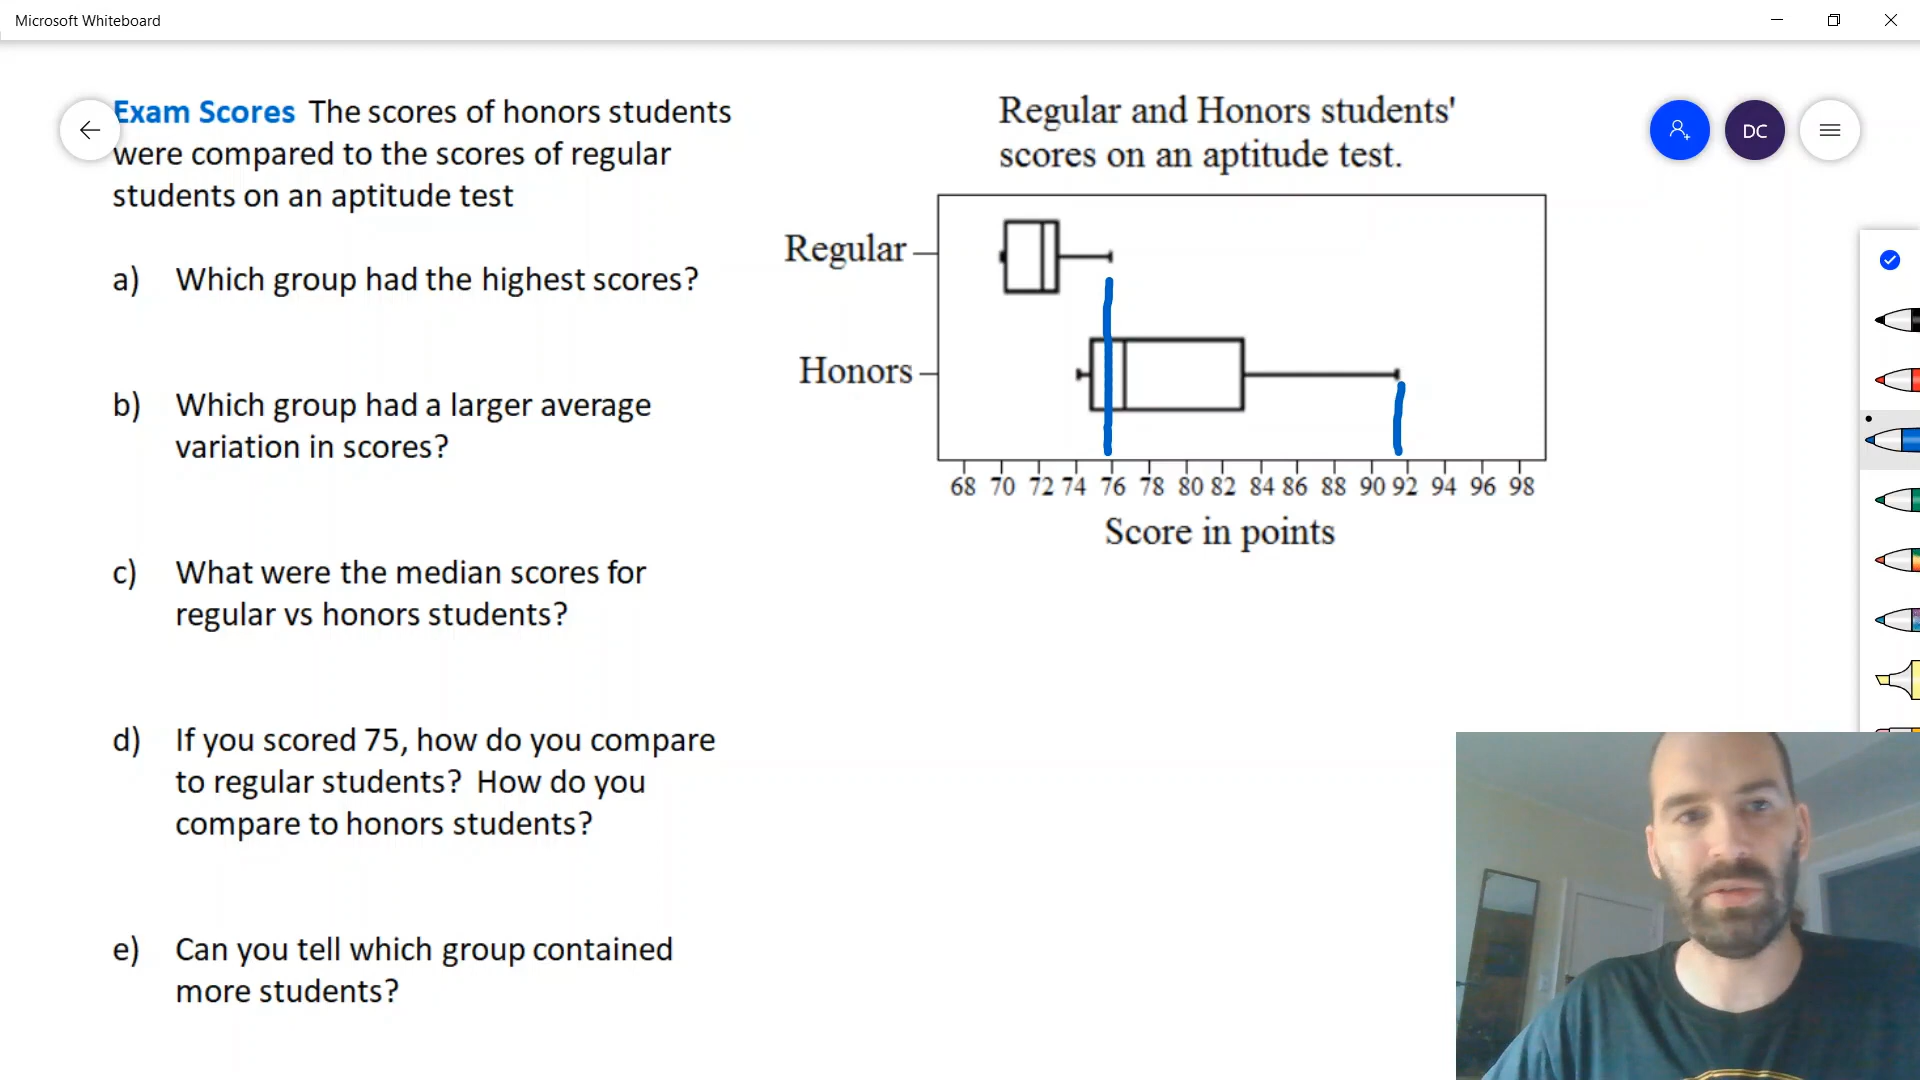 Microsoft Whiteboard
Exam Scores The scores of honors students
were compared to the scores of regular
students on an aptitude test
a) Which group had the highest scores?
b) Which group had a larger average
variation in scores?
c) What were the median scores for
regular vs honors students?
d) If you scored 75, how do you compare
to regular students? How do you
compare to honors students?
e) Can you tell which group contained
more students?
Regular and Honors students'
scores on an aptitude test.
Regular
Honors
68 70 72 74 76 78 80 82 84 86 88 90 92 94 96 98
Score in points
DC